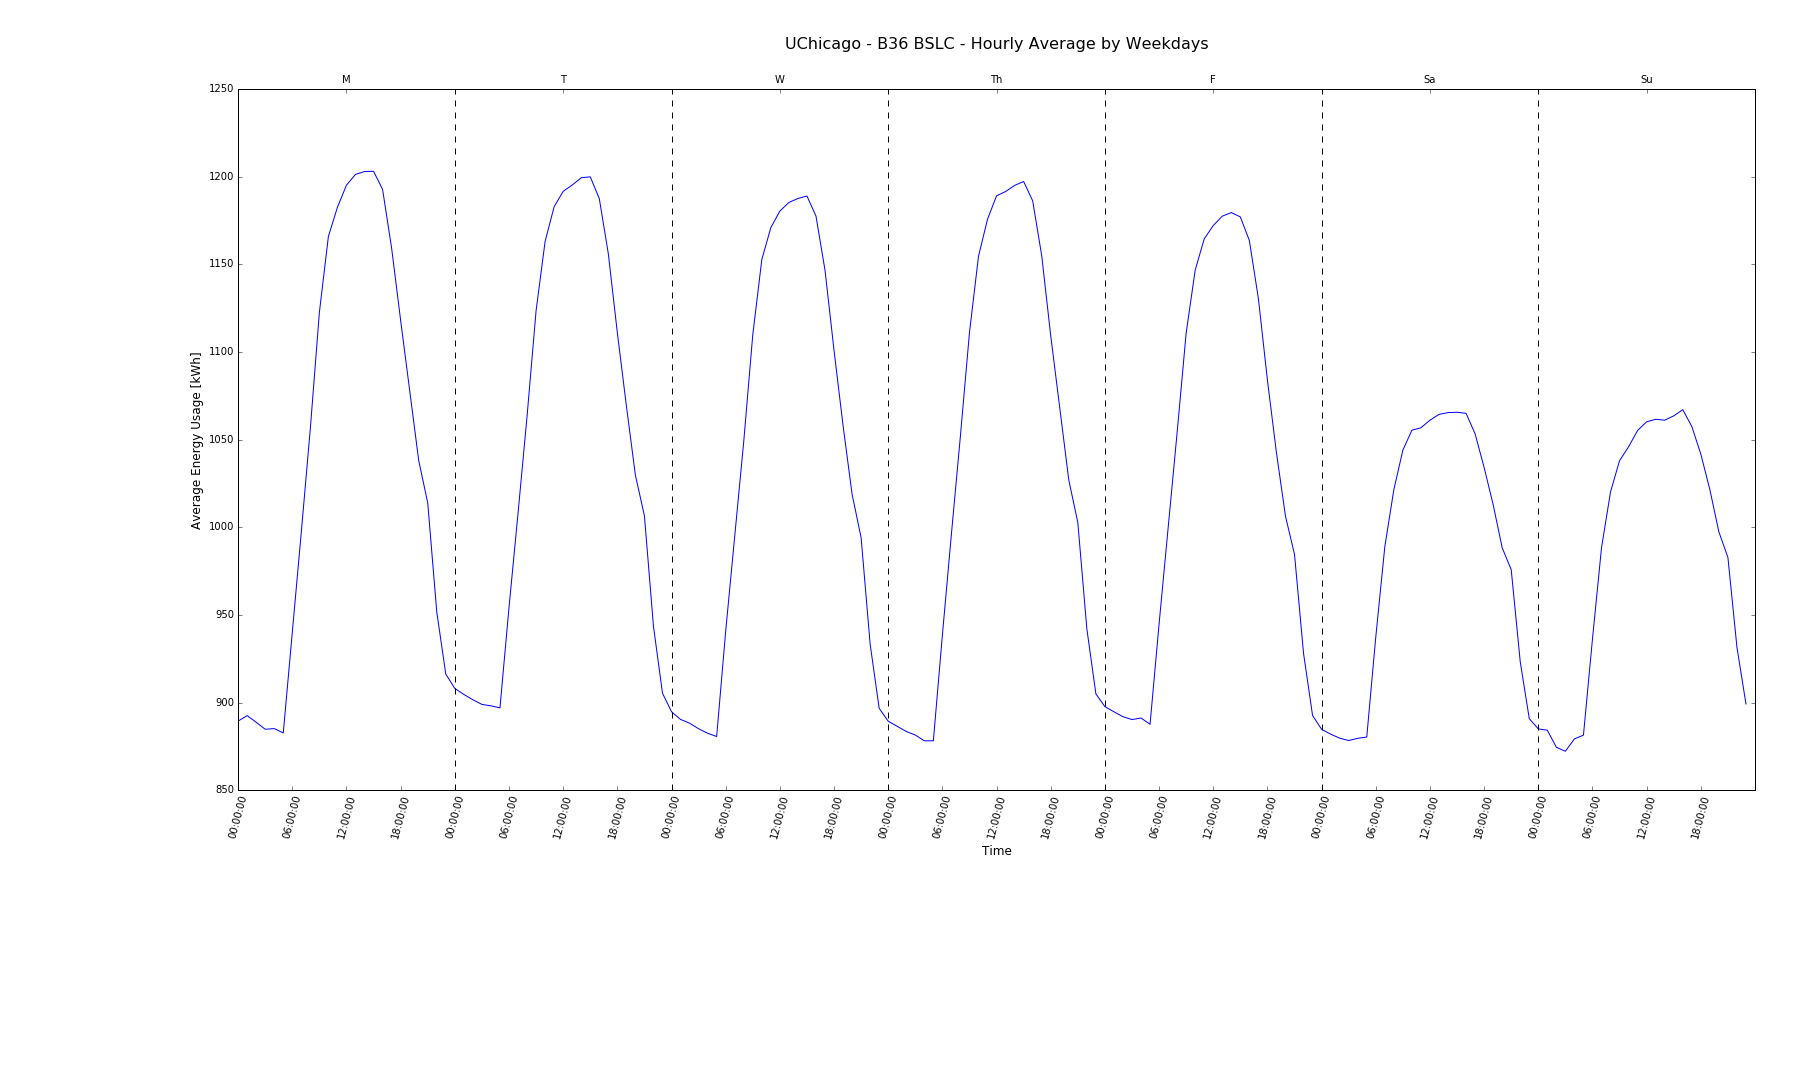 UChicago - B36 BSLC - Hourly Average by Weekdays
M T W Th F Sa Su
1250
1200
1150
1100
1050
1000
950
900
850
Average Energy Usage [kWh]
00:00:00 06:00:00 12:00:00 18:00:00 00:00:00 06:00:00 12:00:00 18:00:00 00:00:00 06:00:00 12:00:00 18:00:00 00:00:00 06:00:00 12:00:00 18:00:00 00:00:00 06:00:00 12:00:00 18:00:00 00:00:00 06:00:00 12:00:00 18:00:00 00:00:00 06:00:00 12:00:00 18:00:00
Time